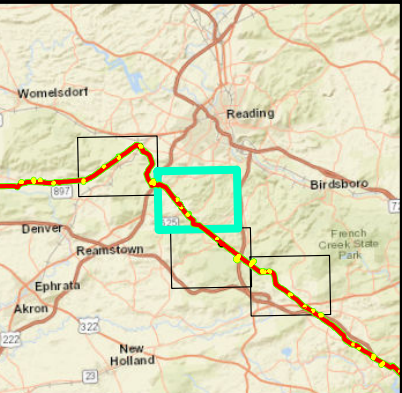 Womelsdorf
Reading
Birdsboro
897
Denver
Reamstown
French
Creek State
Park
Ephrata
Akron
322
222
New
Holland
23